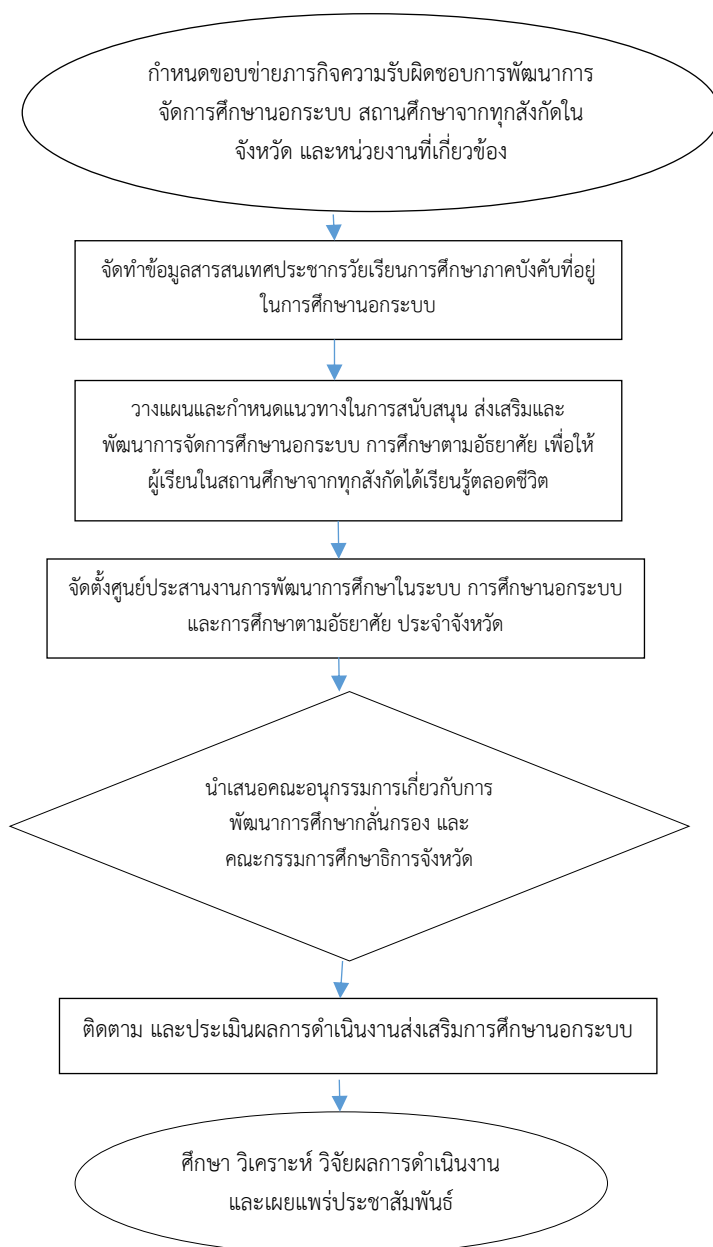 กำหนดขอบข่ายภารกิจความรับผิดชอบการพัฒนาการ
จัดการศึกษานอกระบบ สถานศึกษาจากทุกสังกัดใน
จังหวัด และหน่วยงานที่เกี่ยวข้อง
จัดทำข้อมูลสารสนเทศประชากรวัยเรียนการศึกษาภาคบังคับที่อยู่
ในการศึกษานอกระบบ
วางแผนและกำหนดแนวทางในการสนับสนุน ส่งเสริมและ
พัฒนาการจัดการศึกษานอกระบบ การศึกษาตามอัธยาศัย เพื่อให้
ผู้เรียนในสถานศึกษาจากทุกสังกัดได้เรียนรู้ตลอดชีวิต
จัดตั้งศูนย์ประสานงานการพัฒนาการศึกษาในระบบ การศึกษานอกระบบ
และการศึกษาตามอัธยาศัย ประจำจังหวัด
นำเสนอคณะอนุกรรมการเกี่ยวกับการ
พัฒนาการศึกษากลั่นกรอง และ
คณะกรรมการศึกษาธิการจังหวัด
ติดตาม และประเมินผลการดำเนินงานส่งเสริมการศึกษานอกระบบ
ศึกษา วิเคราะห์ วิจัยผลการดำเนินงาน
และเผยแพร่ประชาสัมพันธ์